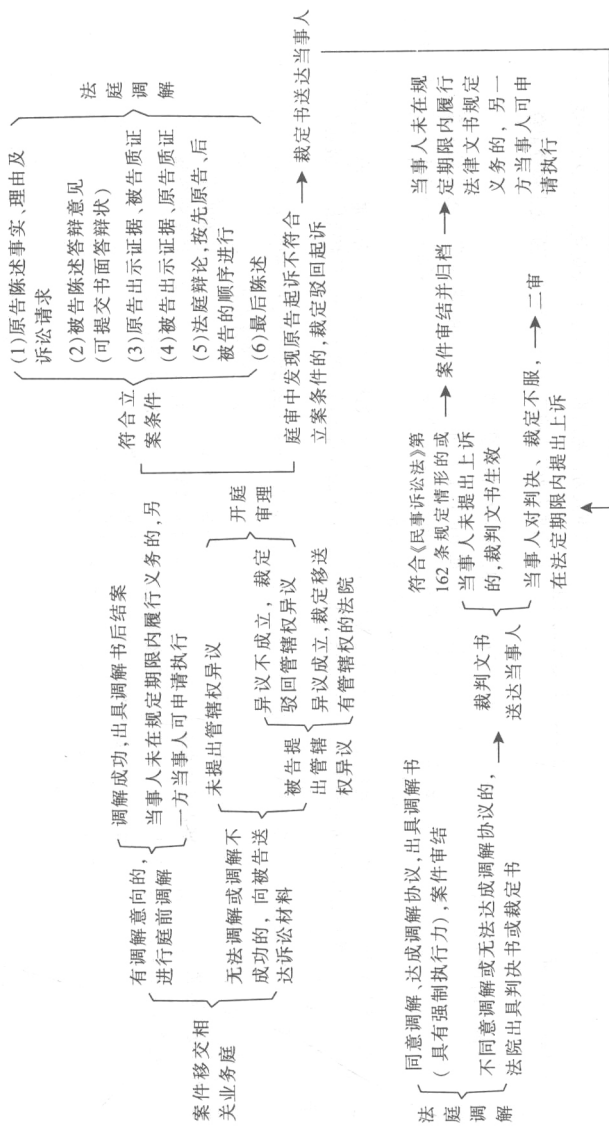 案件移交相
关业务庭
有调解意向的，
进行庭前调解
调解成功，出具调解书后结案
当事人未在规定期限内履行义务的，另
一方当事人可申请执行
无法调解或调解不
成功的，向被告送
达诉讼材料
未提出管辖权异议
被告提
出管辖
权异议
异议不成立，裁定
驳回管辖权异议
异议成立，裁定移送
有管辖权的法院
开庭
审理
符合立
案条件
(1)原告陈述事实、理由及
诉讼请求
(2)被告陈述答辩意见
(可提交书面答辩状)
(3)原告出示证据、被告质证
(4)被告出示证据、原告质证
(5)法庭辩论，按先原告、后
被告的顺序进行
(6)最后陈述
法庭调解
庭审中发现原告起诉不符合
立案条件的，裁定驳回起诉
裁定书送达当事人
法庭调解
同意调解、达成调解协议，出具调解书
(具有强制执行力)，案件审结
不同意调解或无法达成调解协议的，
法院出具判决书或裁定书
裁判文书
送达当事人
符合《民事诉讼法》第
162条规定情形的或
当事人未提出上诉
的，裁判文书生效
案件审结并归档
当事人未在规
定期限内履行
法律文书规定
义务的，另一
方当事人可申
请执行
当事人对判决、裁定不服，
在法定期限内提出上诉
二审